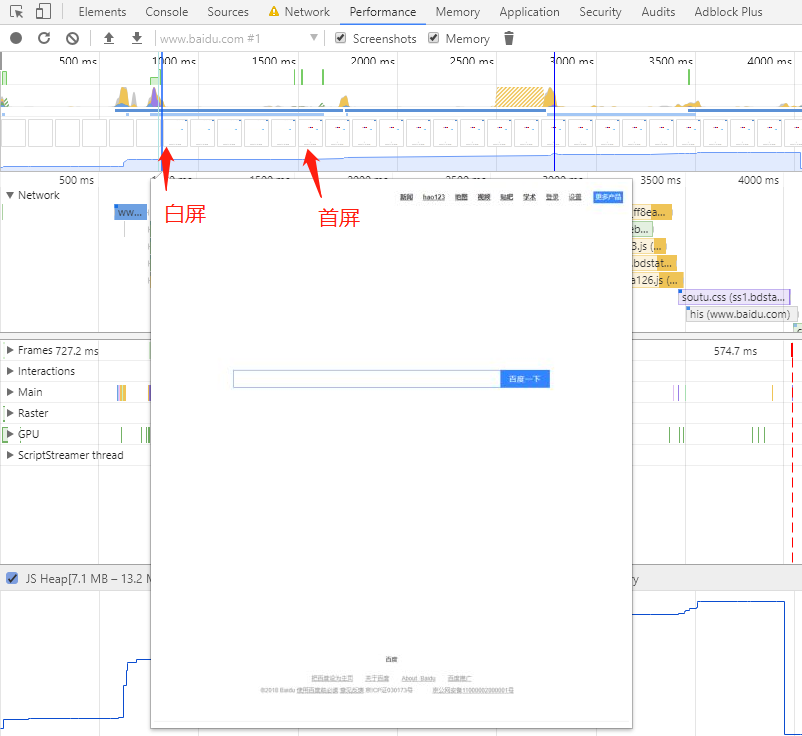 Elements Console Sources Network Performance Memory Application Security Audits Adblock Plus
www.baidu.com #1 Screenshots Memory
500 ms 1000 ms 1500 ms 2000 ms 2500 ms 3000 ms 3500 ms 4000 ms
白屏
首屏
500 ms 3500 ms 4000 ms
Network
新闻 hao123 地图 视频 贴吧 学术 登录 设置 更多产品
ww...
ff8ea...
eb...
3.js (...
bdstat...
a126.js (...
soutu.css (ss1.bdsta...
his (www.baidu.com)
Frames 727.2 ms 574.7 ms
Interactions
Main
百度一下
Raster
GPU
ScriptStreamer thread
JS Heap[7.1 MB – 13.2 M
ry
百度
把百度设为主页 关于百度 About Baidu 百度推广
©2018 Baidu 使用百度前必读 意见反馈 京ICP证030173号 京公网安备11000002000001号